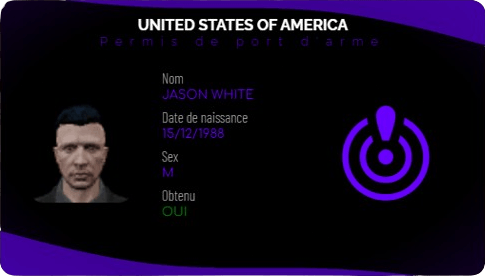 UNITED STATES OF AMERICA
Permis de port d'arme
Nom
JASON WHITE
Date de naissance
15/12/1988
Sex
M
Obtenu
OUI